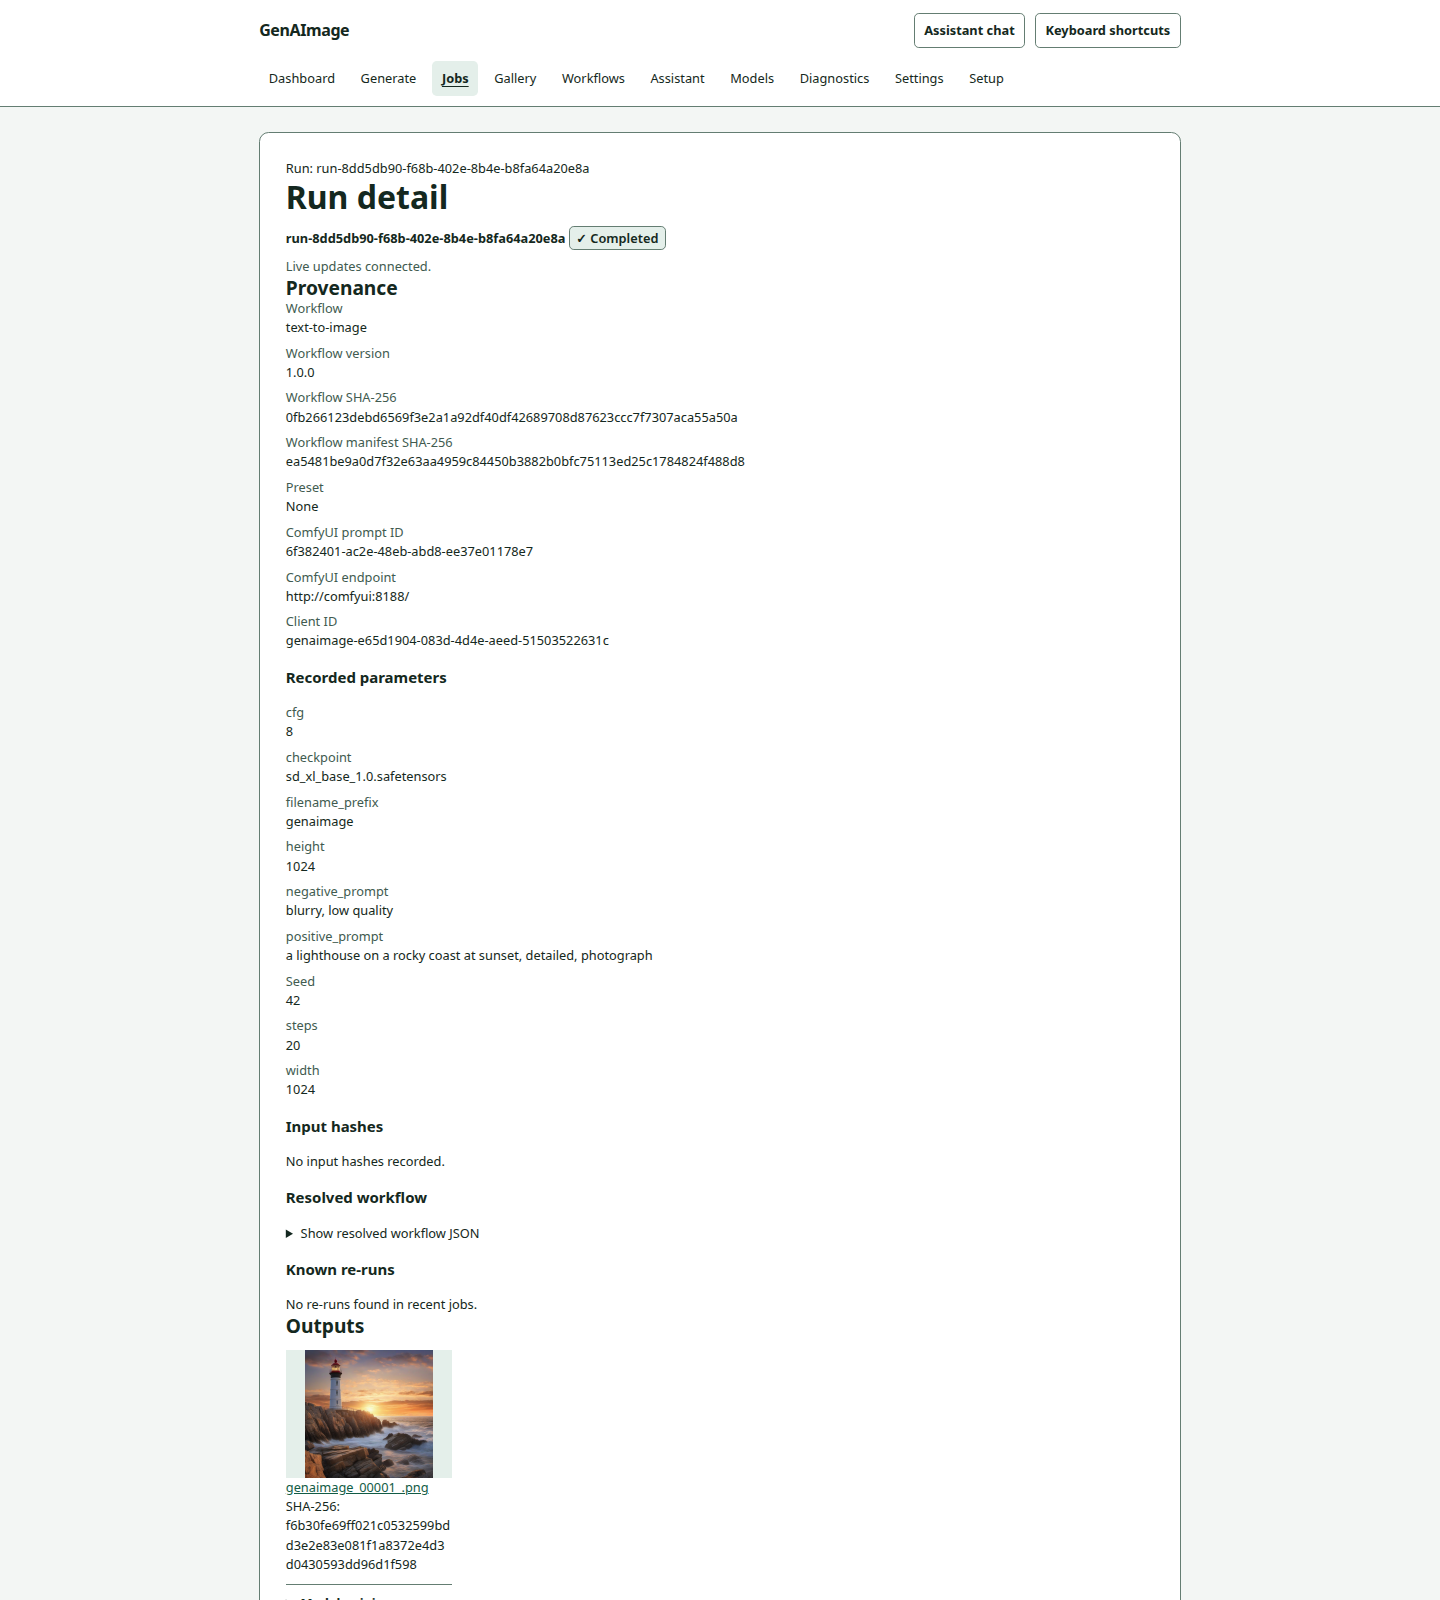 GenAImage
Assistant chat
Keyboard shortcuts
Dashboard
Generate
Jobs
Gallery
Workflows
Assistant
Models
Diagnostics
Settings
Setup
Run: run-8dd5db90-f68b-402e-8b4e-b8fa64a20e8a
Run detail
run-8dd5db90-f68b-402e-8b4e-b8fa64a20e8a ✓ Completed
Live updates connected.
Provenance
Workflow
text-to-image
Workflow version
1.0.0
Workflow SHA-256
0fb266123debd6569f3e2a1a92df40df42689708d87623ccc7f7307aca55a50a
Workflow manifest SHA-256
ea5481be9a0d7f32e63aa4959c84450b3882b0bfc75113ed25c1784824f488d8
Preset
None
ComfyUI prompt ID
6f382401-ac2e-48eb-abd8-ee37e01178e7
ComfyUI endpoint
http://comfyui:8188/
Client ID
genaimage-e65d1904-083d-4d4e-aeed-51503522631c
Recorded parameters
cfg
8
checkpoint
sd_xl_base_1.0.safetensors
filename_prefix
genaimage
height
1024
negative_prompt
blurry, low quality
positive_prompt
a lighthouse on a rocky coast at sunset, detailed, photograph
Seed
42
steps
20
width
1024
Input hashes
No input hashes recorded.
Resolved workflow
Show resolved workflow JSON
Known re-runs
No re-runs found in recent jobs.
Outputs
genaimage_00001_.png
SHA-256:
f6b30fe69ff021c0532599bd
d3e2e83e081f1a8372e4d3
d0430593dd96d1f598